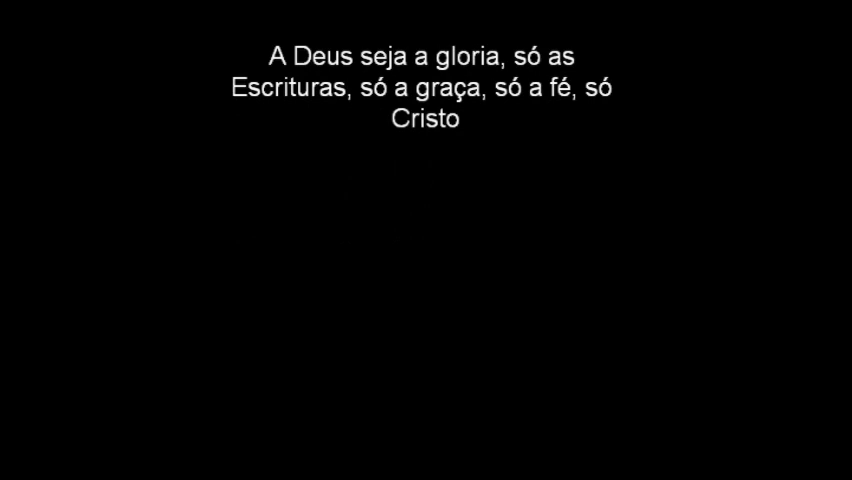 A Deus seja a gloria, só as
Escrituras, só a graça, só a fé, só
Cristo